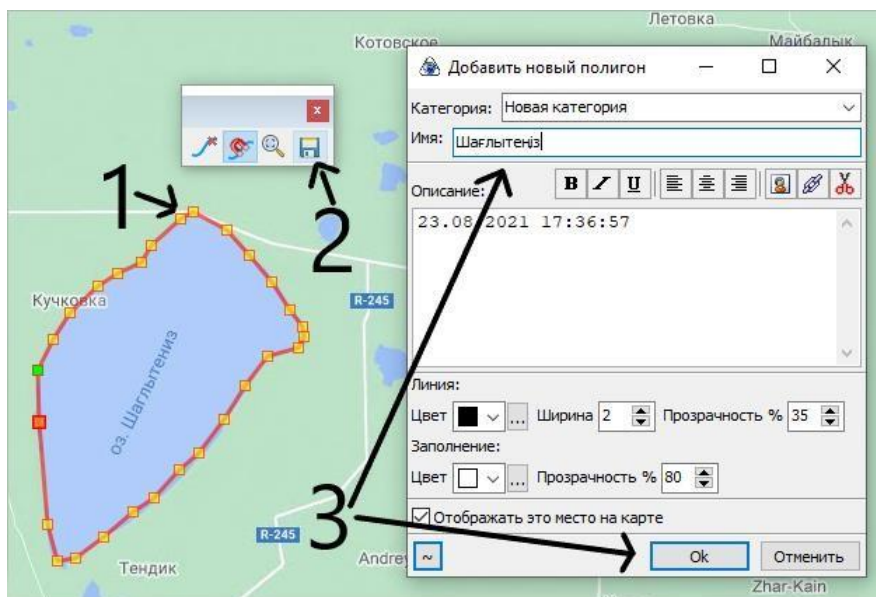 Летовка
Котовское
Майбалык
Добавить новый полигон
Категория: Новая категория
Имя: Шағлытеңіз
Описание:
B I U
23.08.2021 17:36:57
1
2
Кучковка
R-245
оз. Шаглытениз
Линия:
Цвет ... Ширина 2 Прозрачность % 35
Заполнение:
Цвет ... Прозрачность % 80
3
Отображать это место на карте
R-245
Тендик
Andre
~ Ok Отменить
Zhar-Kain